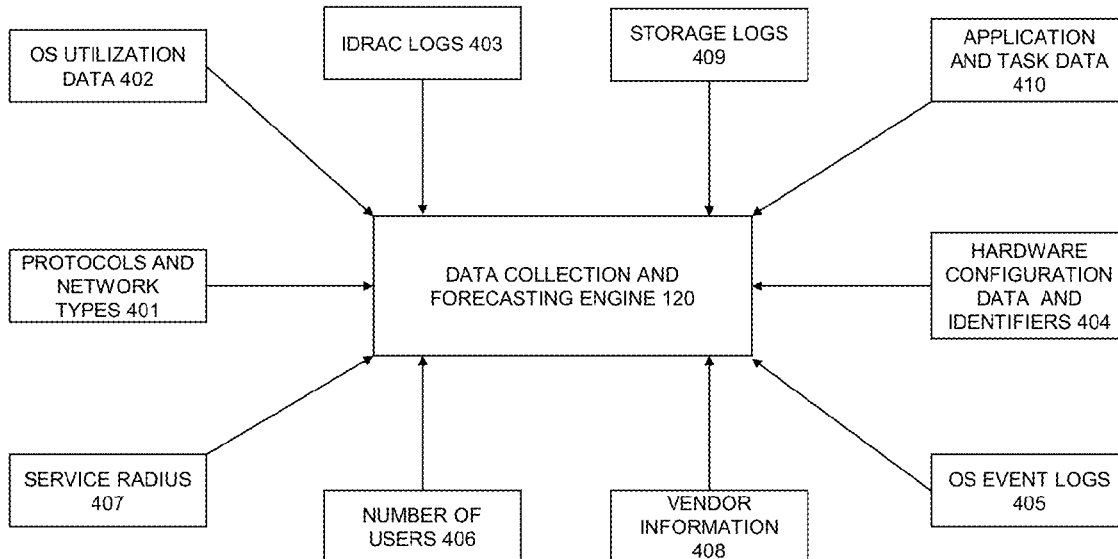 OS UTILIZATION
DATA 402
IDRAC LOGS 403
STORAGE LOGS
409
APPLICATION
AND TASK DATA
410
PROTOCOLS AND
NETWORK
TYPES 401
DATA COLLECTION AND
FORECASTING ENGINE 120
HARDWARE
CONFIGURATION
DATA AND
IDENTIFIERS 404
SERVICE RADIUS
407
NUMBER OF
USERS 406
VENDOR
INFORMATION
408
OS EVENT LOGS
405